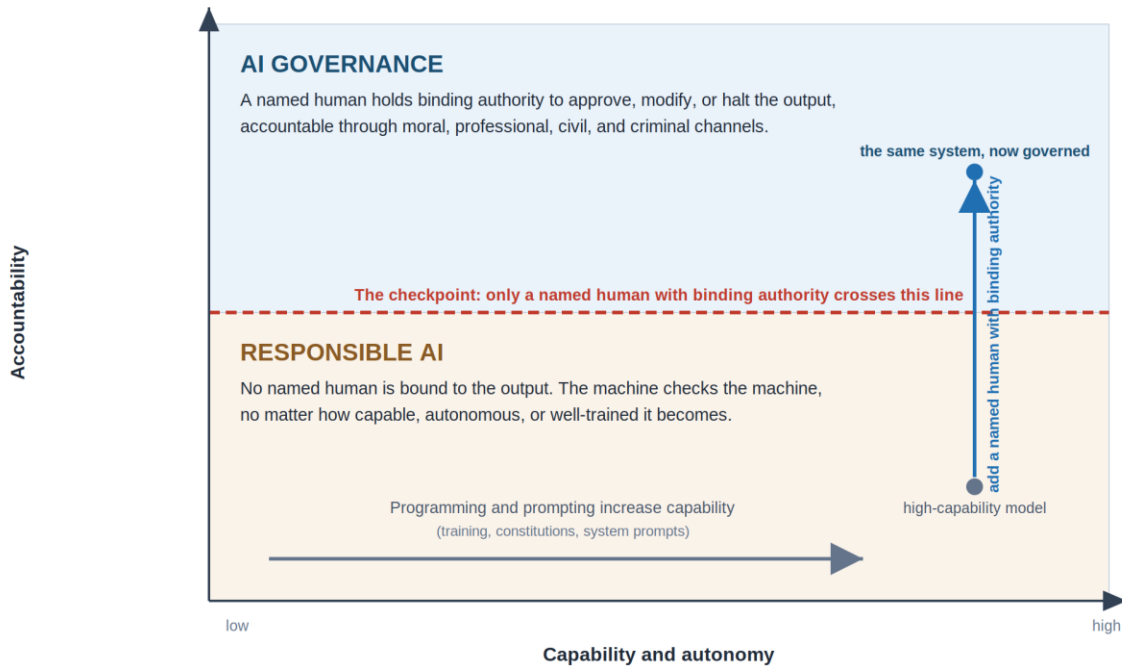 AI GOVERNANCE
A named human holds binding authority to approve, modify, or halt the output,
accountable through moral, professional, civil, and criminal channels.
the same system, now governed
add a named human with binding authority
The checkpoint: only a named human with binding authority crosses this line
Accountability
RESPONSIBLE AI
No named human is bound to the output. The machine checks the machine,
no matter how capable, autonomous, or well-trained it becomes.
Programming and prompting increase capability
(training, constitutions, system prompts)
high-capability model
low
high
Capability and autonomy